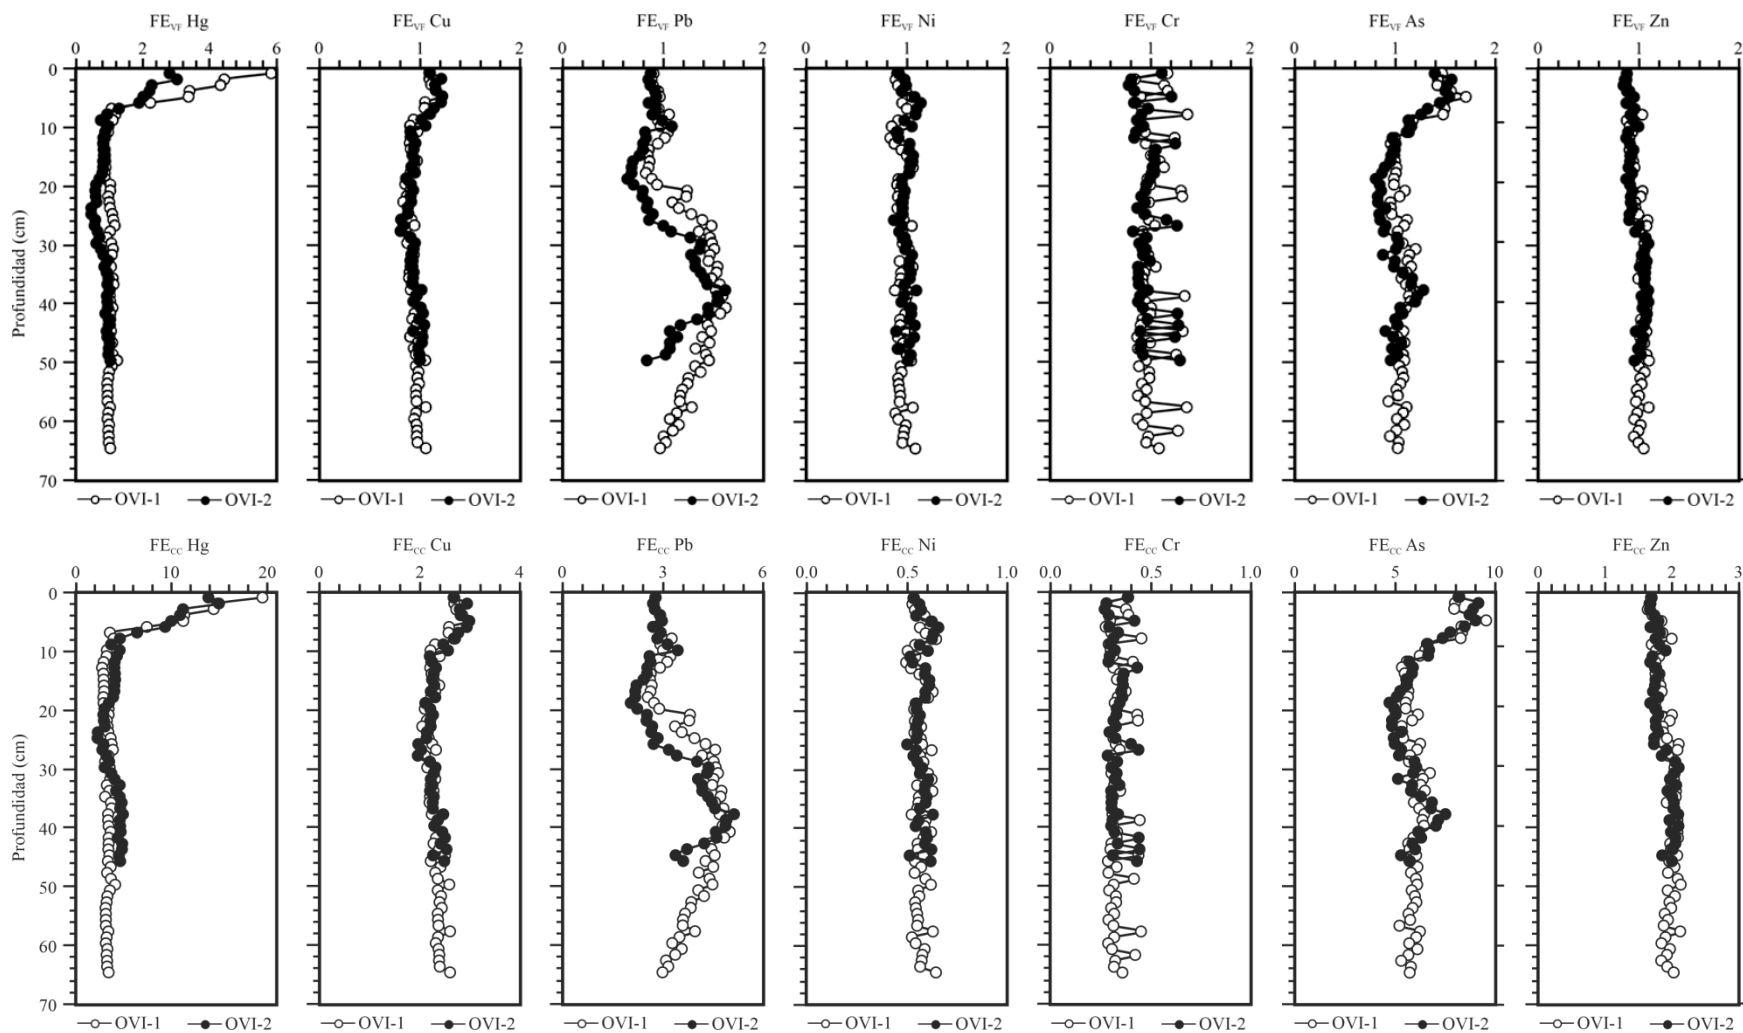 FE_VF Hg FE_VF Cu FE_VF Pb FE_VF Ni FE_VF Cr FE_VF As FE_VF Zn
0 2 4 6 0 1 2 0 1 2 0 1 2 0 1 2 0 1 2 0 1 2
0
10
20
30
40
50
60
70
Profundidad (cm)
OVI-1 OVI-2 OVI-1 OVI-2 OVI-1 OVI-2 OVI-1 OVI-2 OVI-1 OVI-2 OVI-1 OVI-2 OVI-1 OVI-2
FE_CC Hg FE_CC Cu FE_CC Pb FE_CC Ni FE_CC Cr FE_CC As FE_CC Zn
0 10 20 0 2 4 0 3 6 0.0 0.5 1.0 0.0 0.5 1.0 0 5 10 0 1 2 3
0
10
20
30
40
50
60
70
Profundidad (cm)
OVI-1 OVI-2 OVI-1 OVI-2 OVI-1 OVI-2 OVI-1 OVI-2 OVI-1 OVI-2 OVI-1 OVI-2 OVI-1 OVI-2